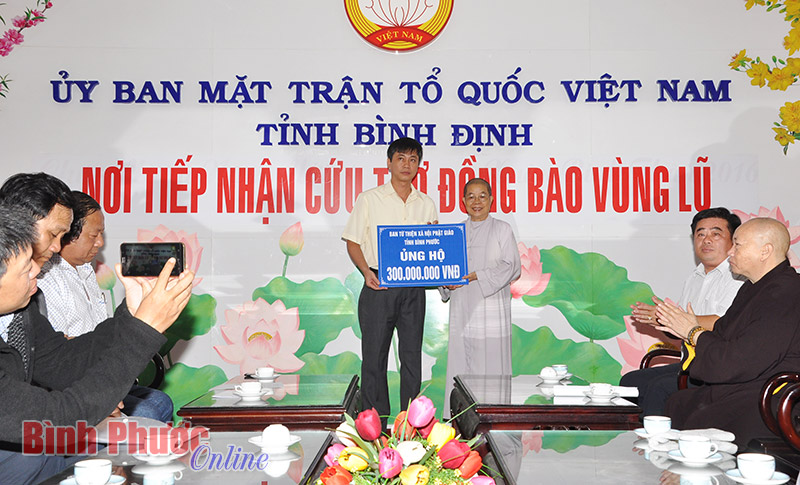 VIỆT NAM
ỦY BAN MẶT TRẬN TỔ QUỐC VIỆT NAM
TỈNH BÌNH ĐỊNH
NƠI TIẾP NHẬN CỨU TRỢ ĐỒNG BÀO VÙNG LŨ
BAN TỪ THIỆN XÃ HỘI PHẬT GIÁO
TỈNH BÌNH PHƯỚC
ỦNG HỘ
300.000.000 VNĐ
Bình Phước
Online